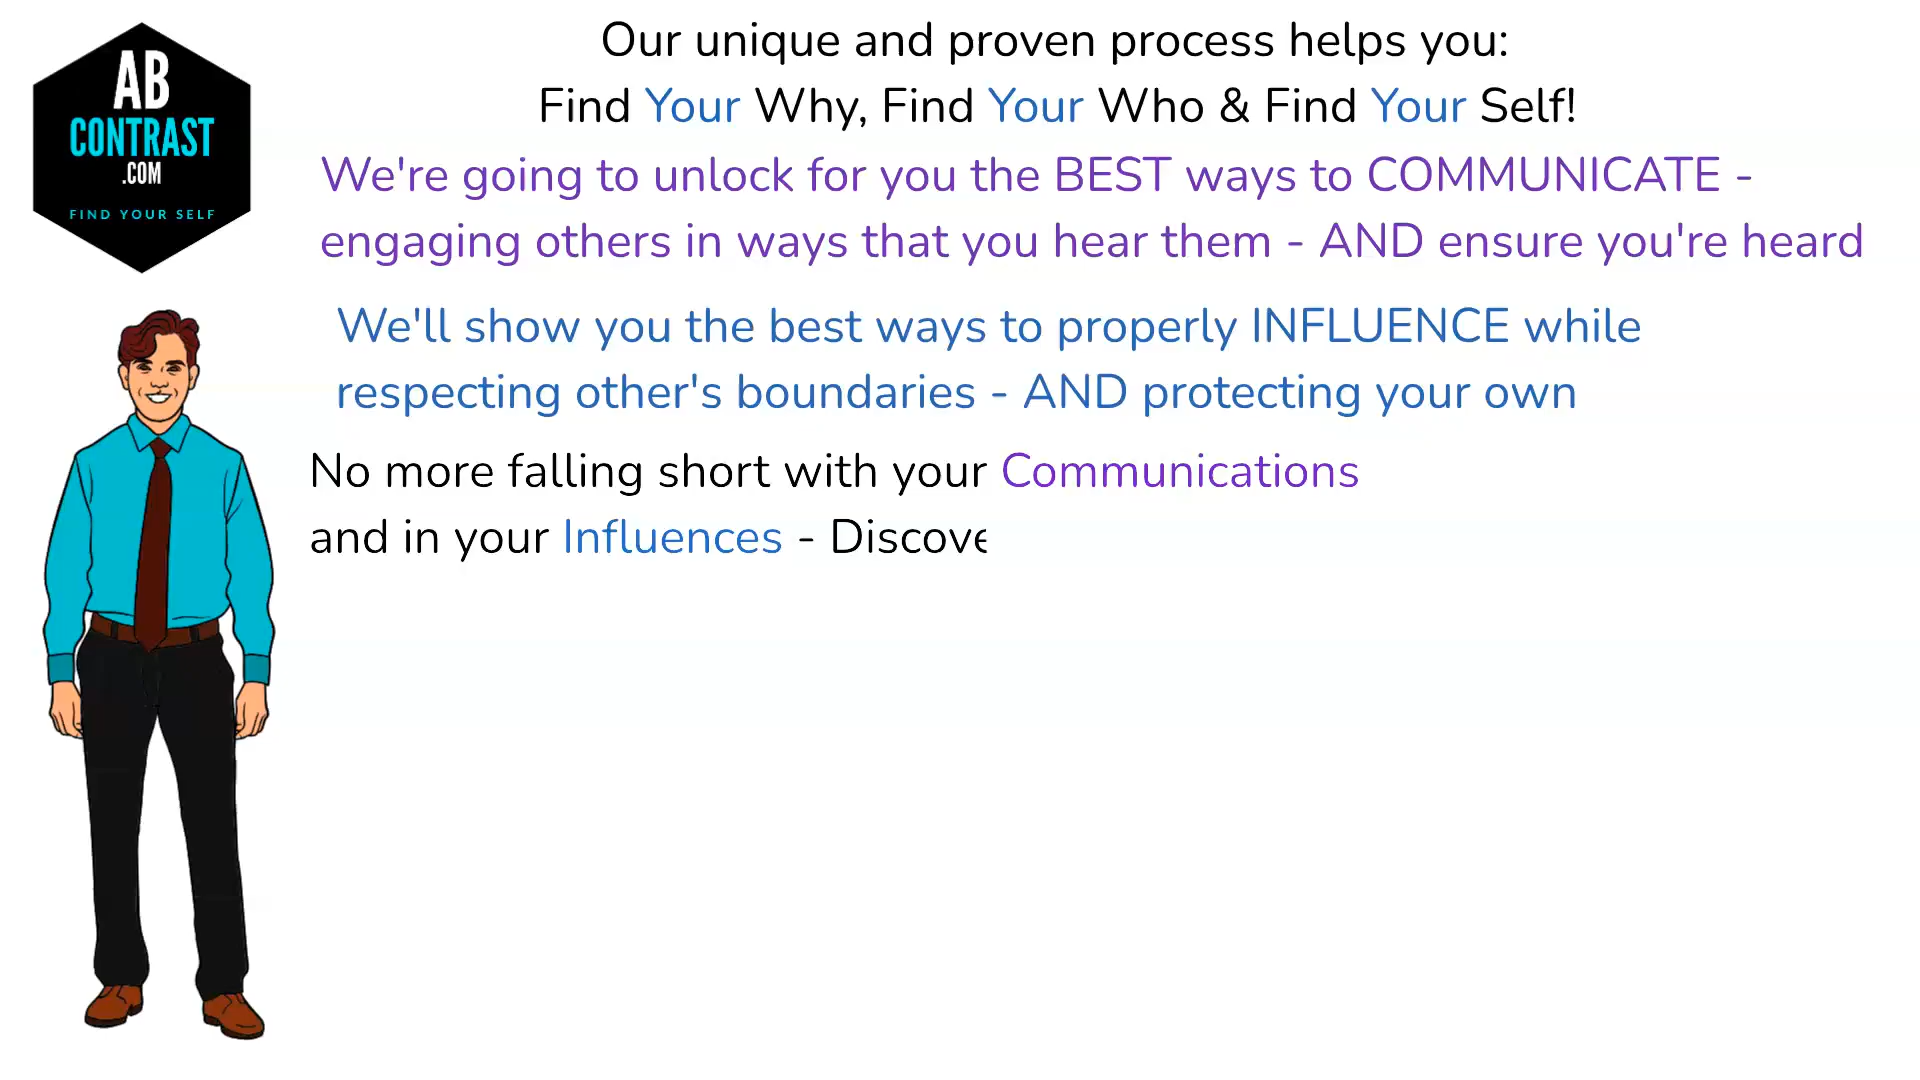 AB
CONTRAST
.COM
FIND YOUR SELF
Our unique and proven process helps you:
Find Your Why, Find Your Who & Find Your Self!
We're going to unlock for you the BEST ways to COMMUNICATE -
engaging others in ways that you hear them - AND ensure you're heard
We'll show you the best ways to properly INFLUENCE while
respecting other's boundaries - AND protecting your own
No more falling short with your Communications
and in your Influences - Discove